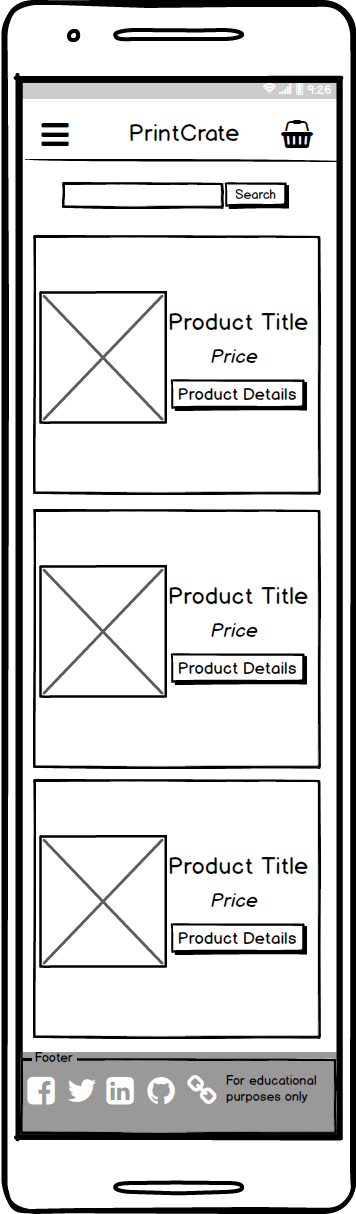 9:26
PrintCrate
Search
Product Title
Price
Product Details
Product Title
Price
Product Details
Product Title
Price
Product Details
Footer
For educational
purposes only